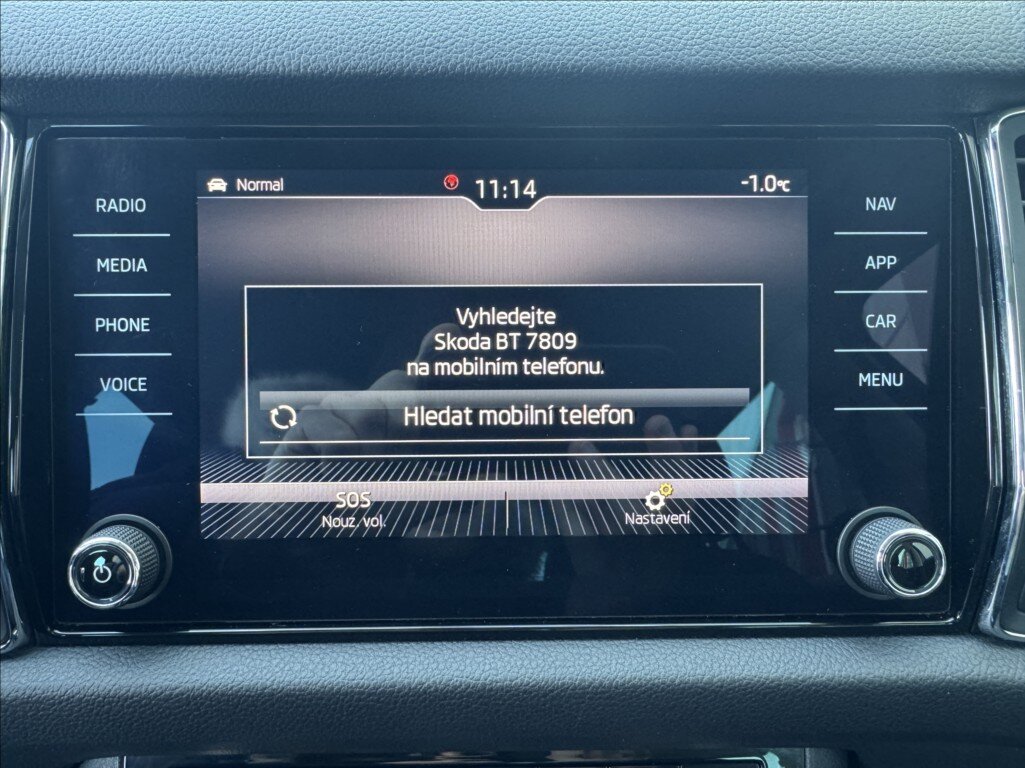 Normal
11:14
-1.0°C
RADIO
MEDIA
PHONE
VOICE
Vyhledejte
Skoda BT 7809
na mobilním telefonu.
Hledat mobilní telefon
SOS
Nouz. vol.
Nastavení
NAV
APP
CAR
MENU